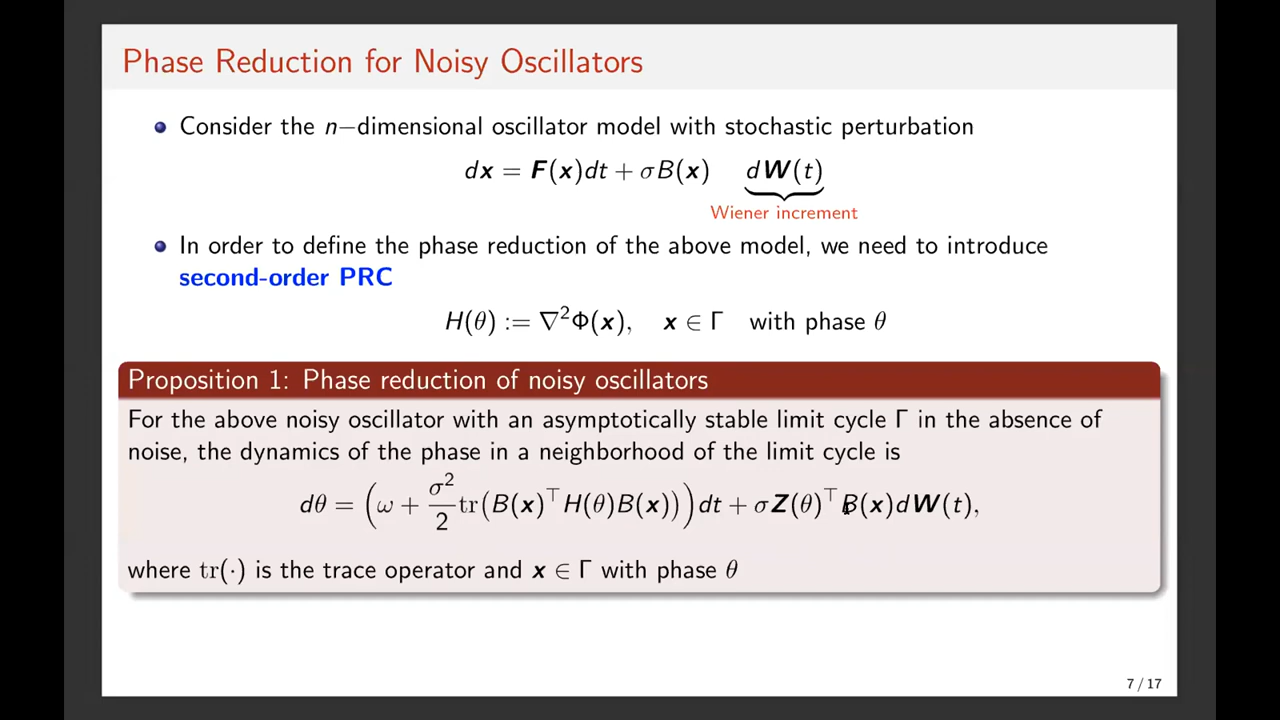 Phase Reduction for Noisy Oscillators
Consider the n−dimensional oscillator model with stochastic perturbation
dx = F(x)dt + σB(x) dW(t)
Wiener increment
In order to define the phase reduction of the above model, we need to introduce
second-order PRC
H(θ) := ∇²Φ(x), x ∈ Γ with phase θ
Proposition 1: Phase reduction of noisy oscillators
For the above noisy oscillator with an asymptotically stable limit cycle Γ in the absence of
noise, the dynamics of the phase in a neighborhood of the limit cycle is
dθ = (ω + σ²/2 tr(B(x)⊤H(θ)B(x)))dt + σZ(θ)⊤B(x)dW(t),
where tr(·) is the trace operator and x ∈ Γ with phase θ
7 / 17